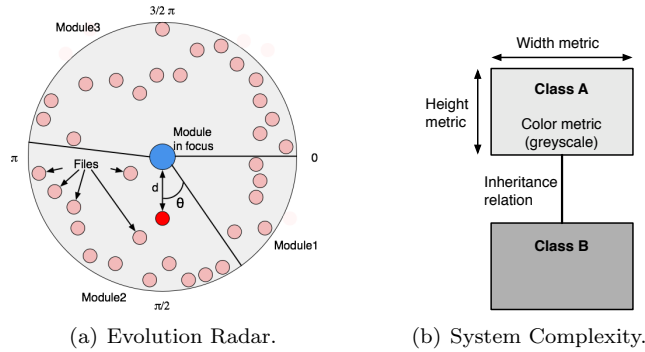 3/2 π
Module3
Module
in focus
π
0
Files
d
θ
Module1
Module2
π/2
(a) Evolution Radar.
Width metric
Height
metric
Class A
Color metric
(greyscale)
Inheritance
relation
Class B
(b) System Complexity.